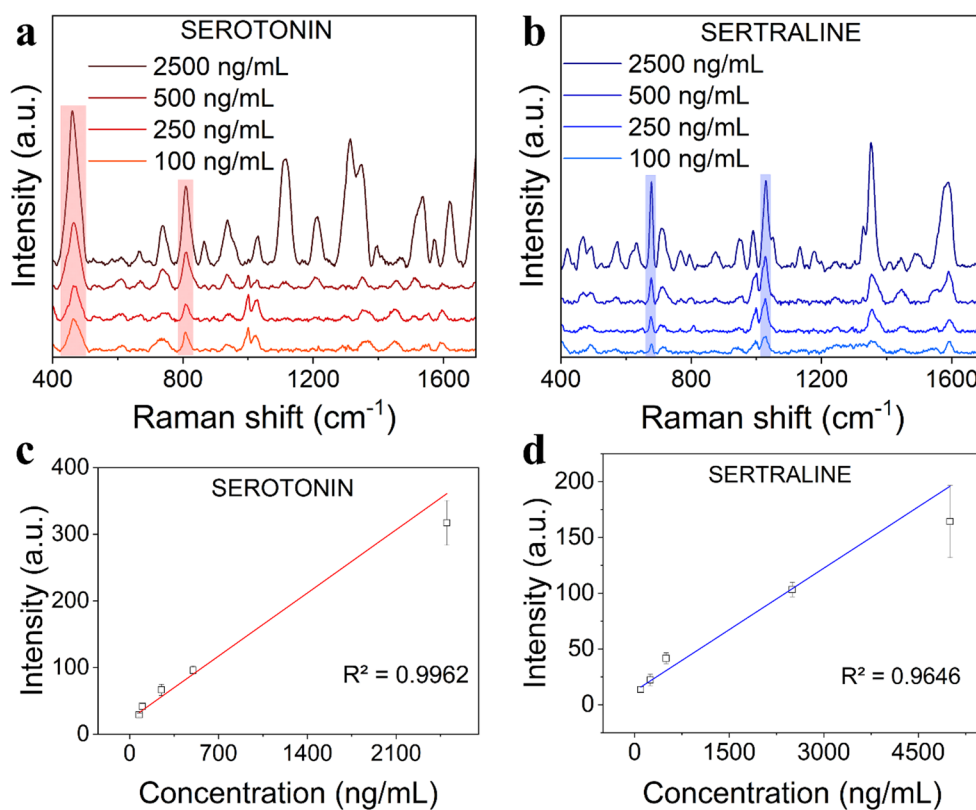 a
SEROTONIN
2500 ng/mL
500 ng/mL
250 ng/mL
100 ng/mL
Intensity (a.u.)
400 800 1200 1600
Raman shift (cm⁻¹)
b
SERTRALINE
2500 ng/mL
500 ng/mL
250 ng/mL
100 ng/mL
Intensity (a.u.)
400 800 1200 1600
Raman shift (cm⁻¹)
c
SEROTONIN
400
300
200
100
0
Intensity (a.u.)
R² = 0.9962
0 700 1400 2100
Concentration (ng/mL)
d
SERTRALINE
200
150
100
50
0
Intensity (a.u.)
R² = 0.9646
0 1500 3000 4500
Concentration (ng/mL)